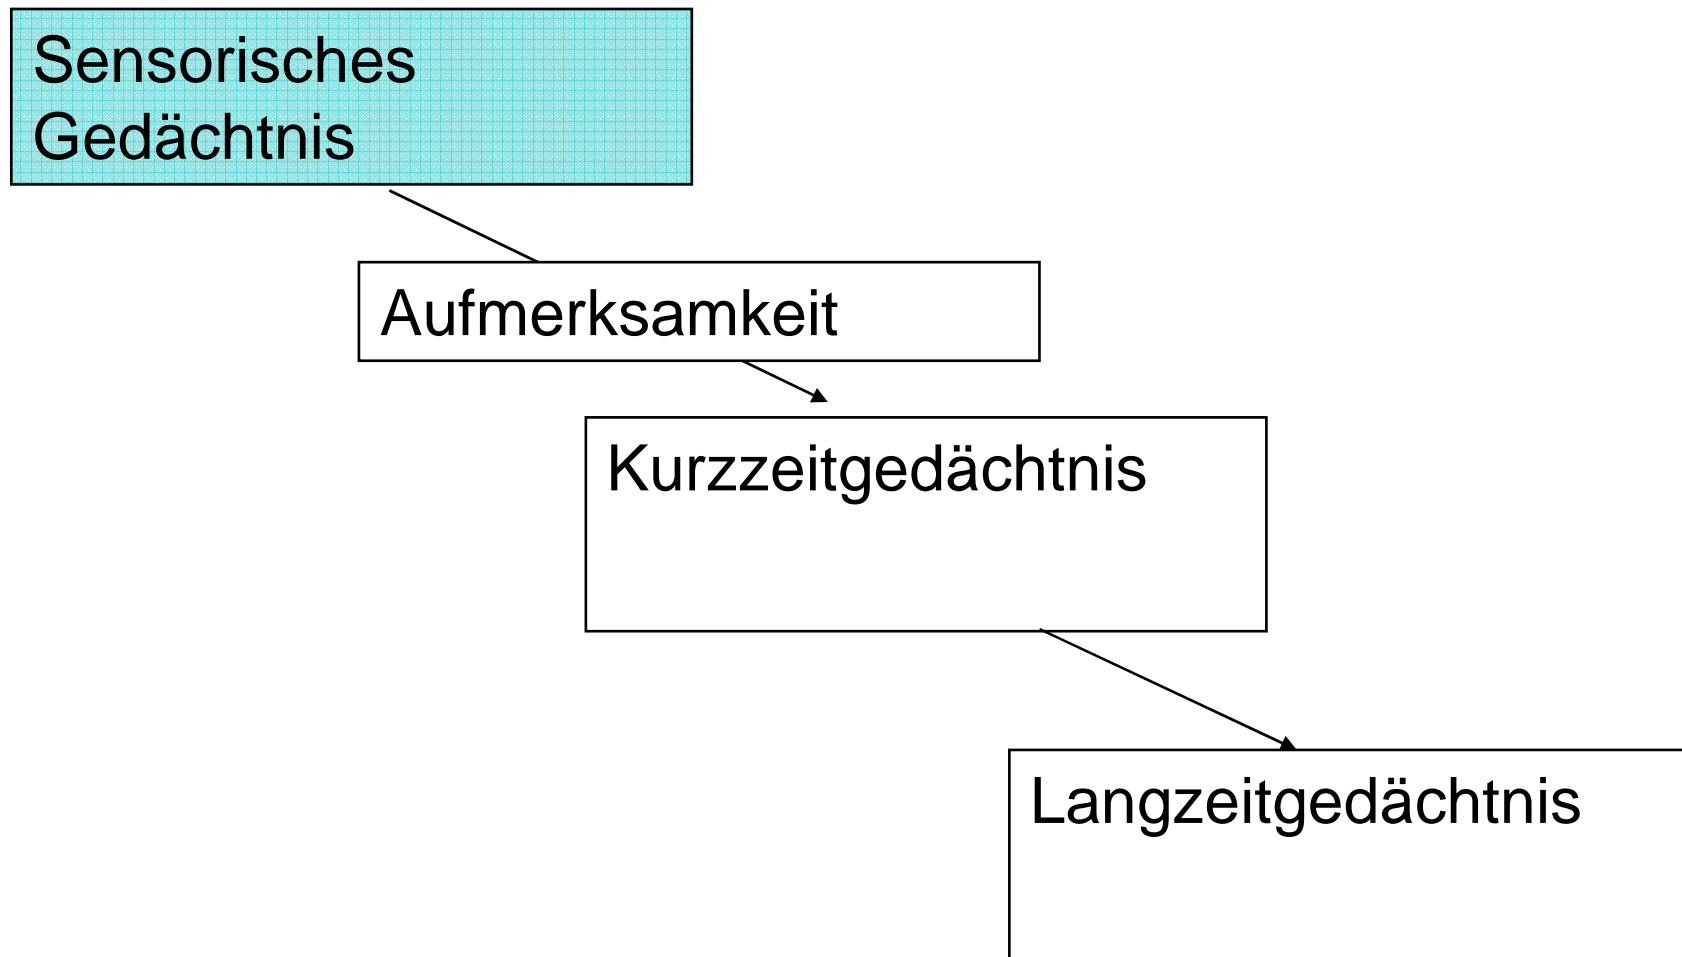 Sensorisches
Gedächtnis
Aufmerksamkeit
Kurzzeitgedächtnis
Langzeitgedächtnis